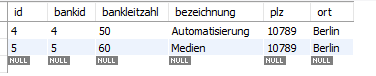 id bankid bankleitzahl bezeichnung plz ort
4 4 50 Automatisierung 10789 Berlin
5 5 60 Medien 10789 Berlin
NULL NULL NULL NULL NULL NULL